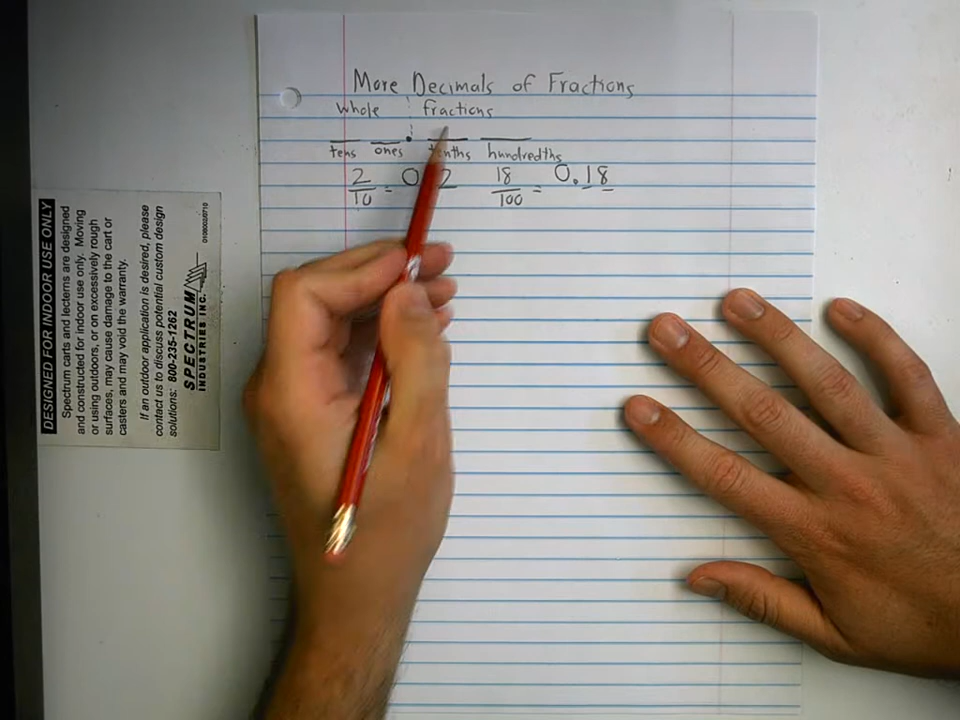 More Decimals of Fractions
whole fractions
tens ones . tenths hundredths
2/10 = 0.2 18/100 = 0.18
DESIGNED FOR INDOOR USE ONLY
Spectrum carts and lecterns are designed
and constructed for indoor use only. Moving
or using outdoors, or on excessively rough
surfaces, may cause damage to the cart or
casters and may void the warranty.
If an outdoor application is desired, please
contact us to discuss potential custom design
solutions: 800-235-1262
SPECTRUM
INDUSTRIES INC.